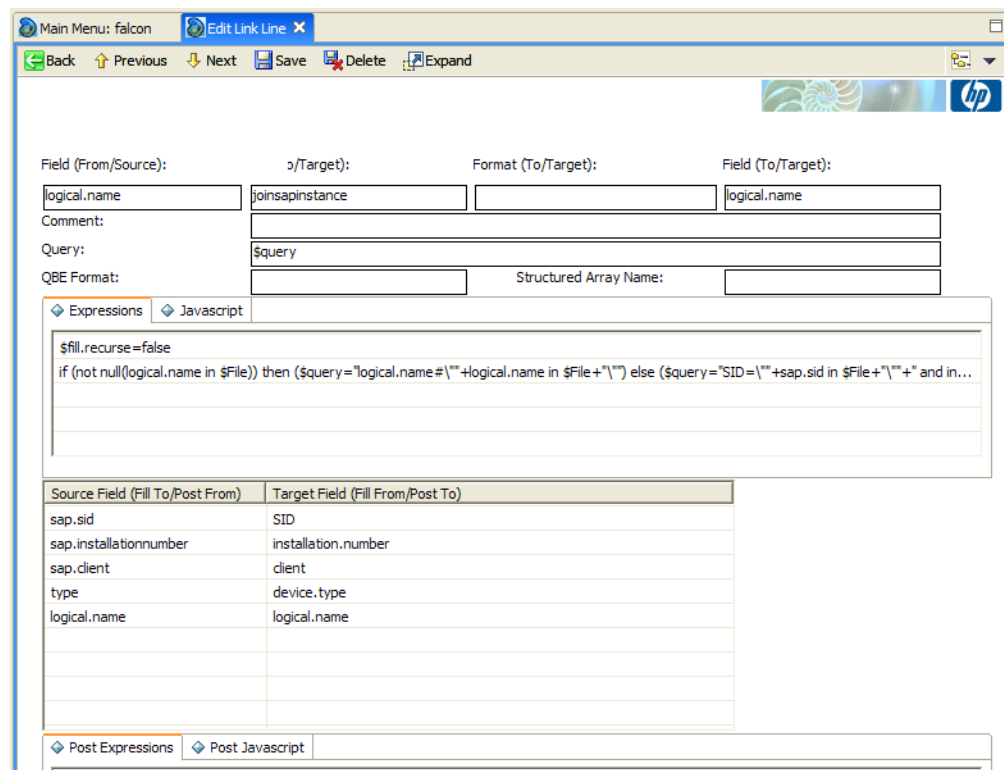 Main Menu: falcon Edit Link Line
Back Previous Next Save Delete Expand
hp
Field (From/Source): o/Target): Format (To/Target): Field (To/Target):
logical.name joinsapinstance logical.name
Comment:
Query: $query
QBE Format: Structured Array Name:
Expressions Javascript
$fill.recurse=false
if (not null(logical.name in $File)) then ($query="logical.name#\""+logical.name in $File+"\"") else ($query="SID=\""+sap.sid in $File+"\""+" and in...
Source Field (Fill To/Post From) Target Field (Fill From/Post To)
sap.sid SID
sap.installationnumber installation.number
sap.client client
type device.type
logical.name logical.name
Post Expressions Post Javascript